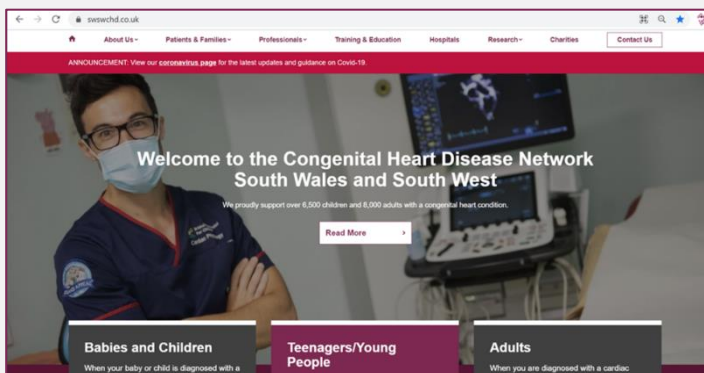 swswchd.co.uk
About Us
Patients & Families
Professionals
Training & Education
Hospitals
Research
Charities
Contact Us
ANNOUNCEMENT: View our coronavirus page for the latest updates and guidance on Covid-19.
Welcome to the Congenital Heart Disease Network
South Wales and South West
We proudly support over 6,500 children and 8,000 adults with a congenital heart condition.
Read More
Babies and Children
When your baby or child is diagnosed with a
Teenagers/Young
People
Adults
When you are diagnosed with a cardiac